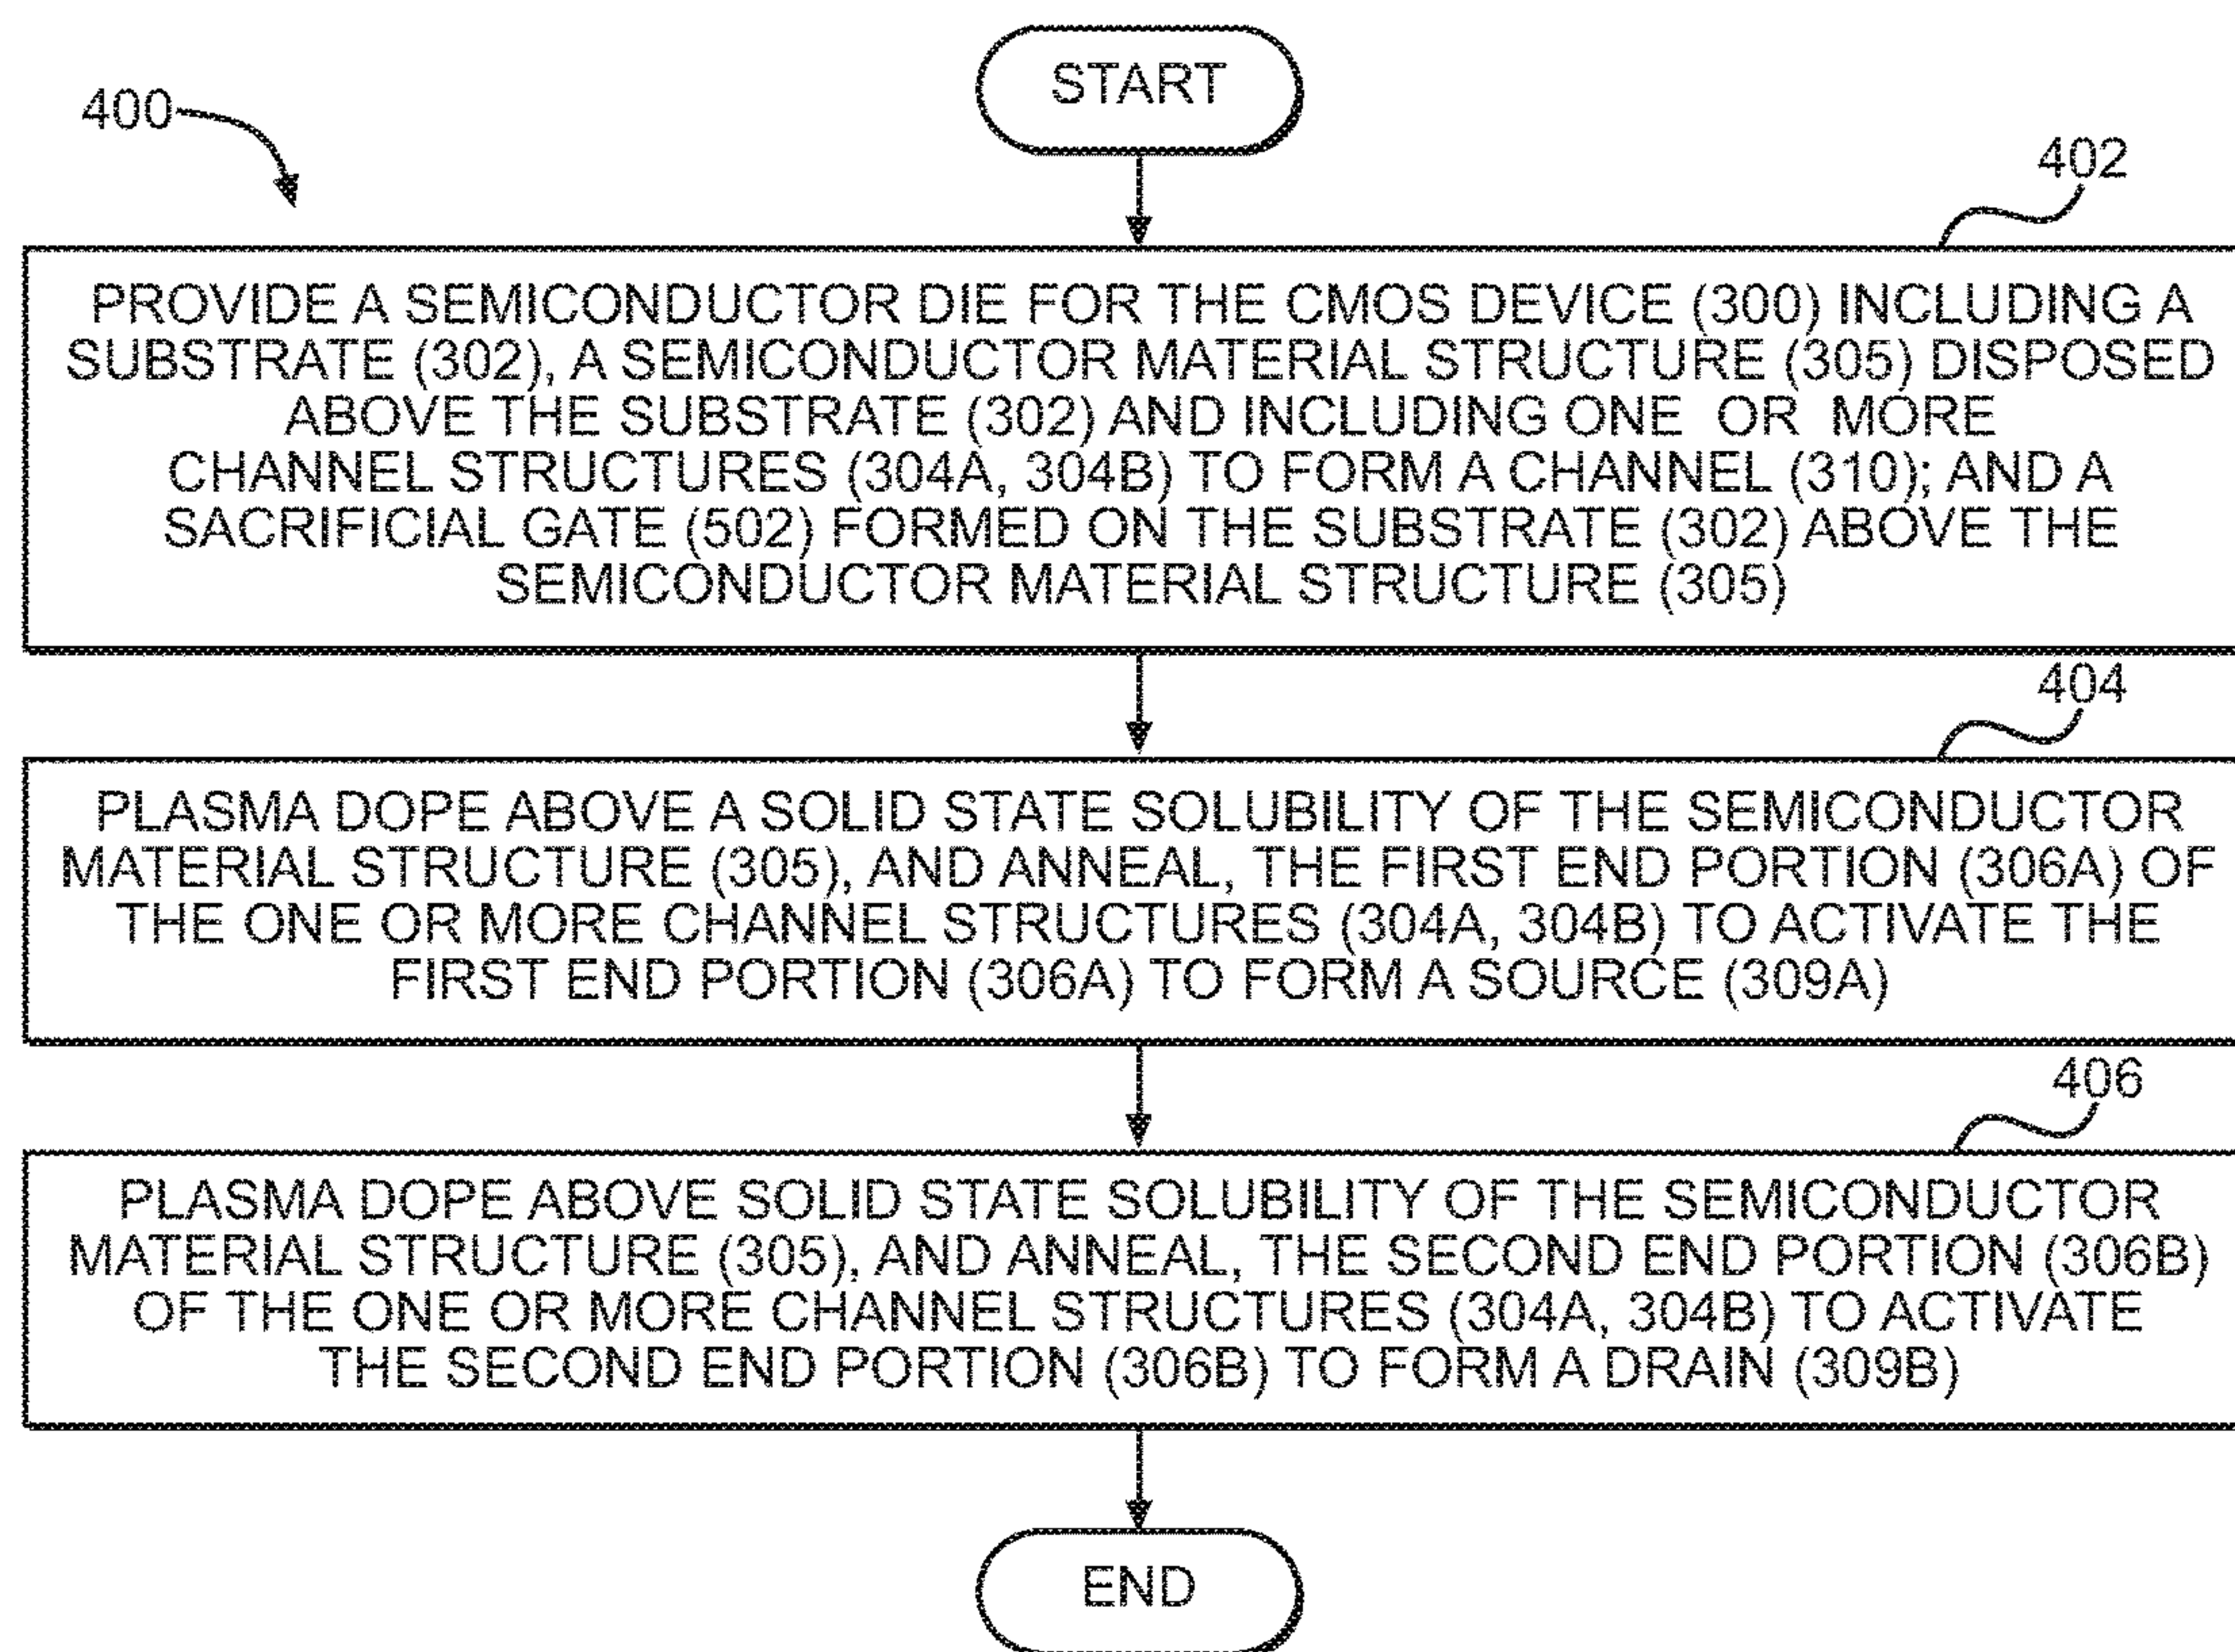 START
400
402
PROVIDE A SEMICONDUCTOR DIE FOR THE CMOS DEVICE (300) INCLUDING A
SUBSTRATE (302), A SEMICONDUCTOR MATERIAL STRUCTURE (305) DISPOSED
ABOVE THE SUBSTRATE (302) AND INCLUDING ONE OR MORE
CHANNEL STRUCTURES (304A, 304B) TO FORM A CHANNEL (310); AND A
SACRIFICIAL GATE (502) FORMED ON THE SUBSTRATE (302) ABOVE THE
SEMICONDUCTOR MATERIAL STRUCTURE (305)
404
PLASMA DOPE ABOVE A SOLID STATE SOLUBILITY OF THE SEMICONDUCTOR
MATERIAL STRUCTURE (305), AND ANNEAL, THE FIRST END PORTION (306A) OF
THE ONE OR MORE CHANNEL STRUCTURES (304A, 304B) TO ACTIVATE THE
FIRST END PORTION (306A) TO FORM A SOURCE (309A)
406
PLASMA DOPE ABOVE SOLID STATE SOLUBILITY OF THE SEMICONDUCTOR
MATERIAL STRUCTURE (305), AND ANNEAL, THE SECOND END PORTION (306B)
OF THE ONE OR MORE CHANNEL STRUCTURES (304A, 304B) TO ACTIVATE
THE SECOND END PORTION (306B) TO FORM A DRAIN (309B)
END